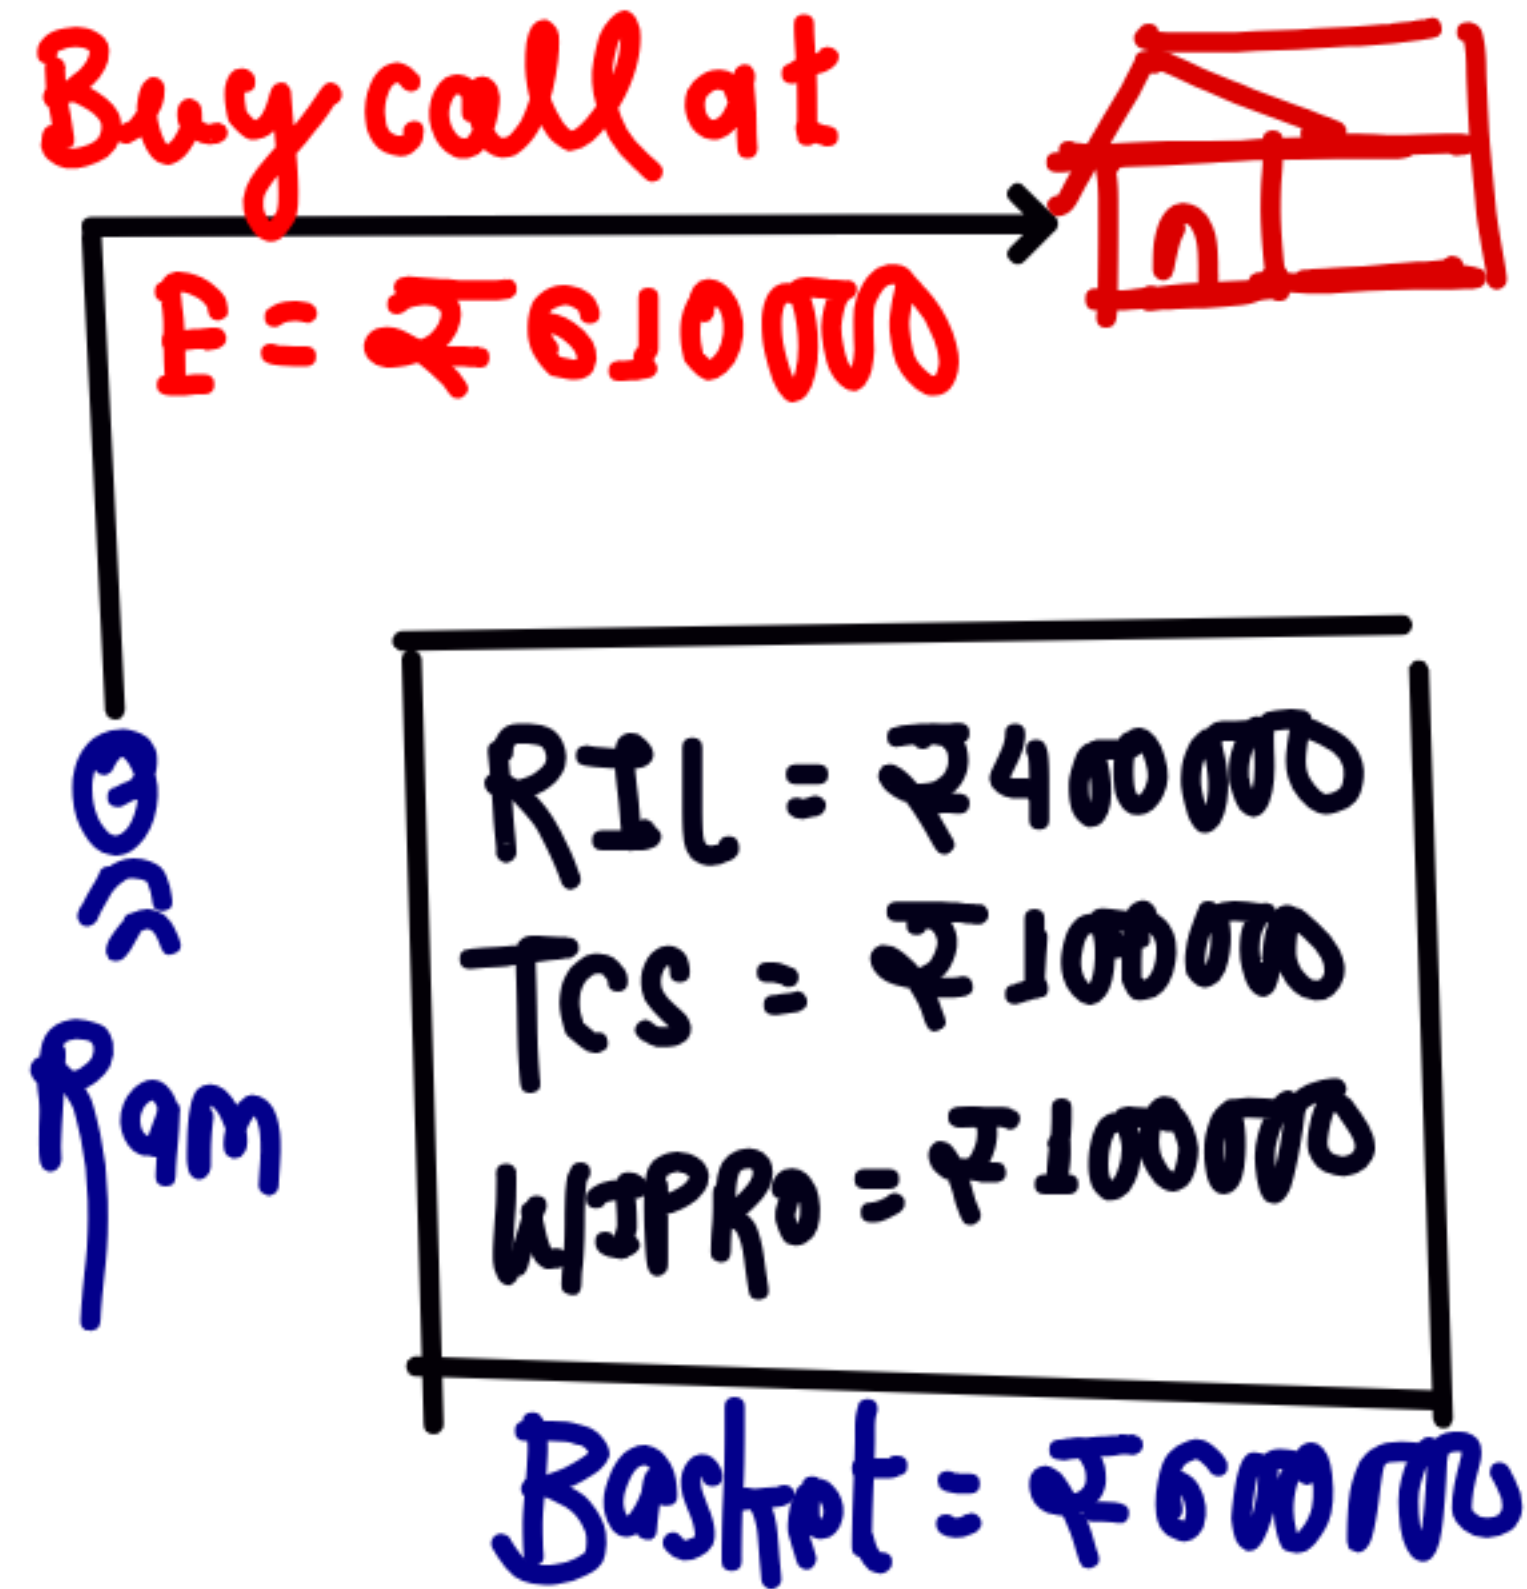 Buy call at
E = ₹610000
RIL = ₹400000
TCS = ₹100000
WIPRO = ₹100000
Ram
Basket = ₹600000